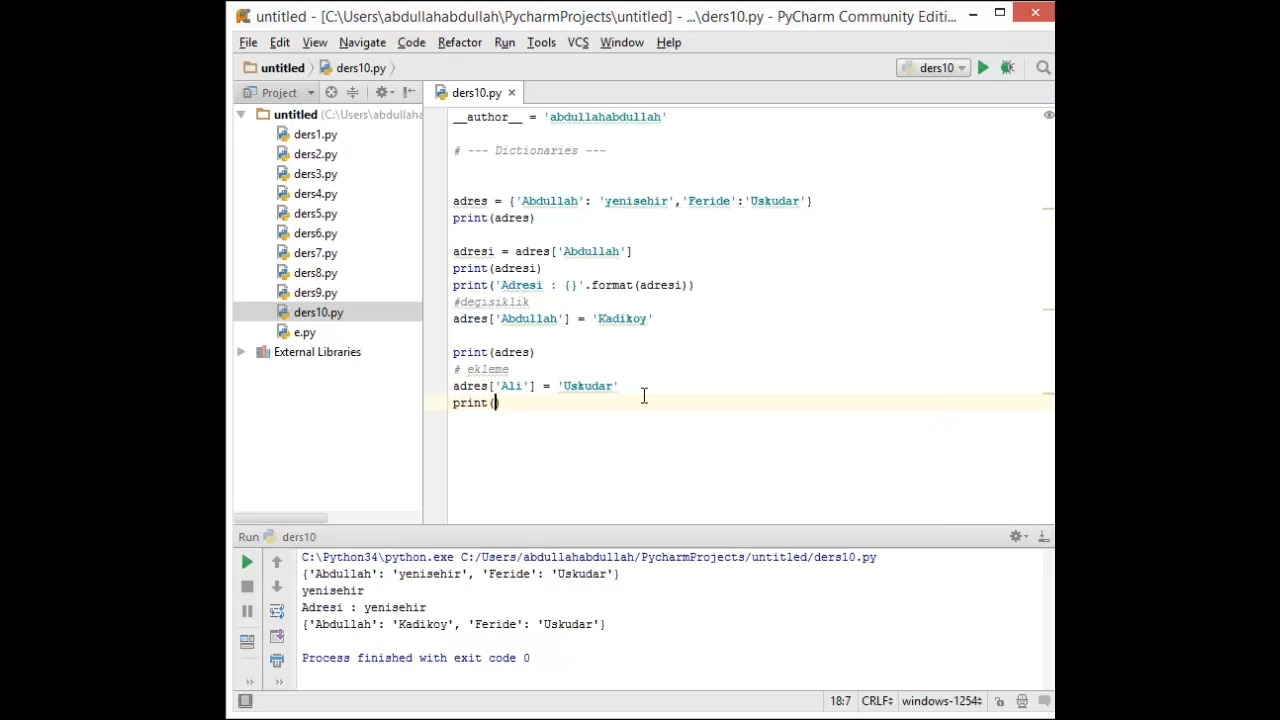 untitled - [C:\Users\abdullahabdullah\PycharmProjects\untitled] - ...\ders10.py - PyCharm Community Editi...
File Edit View Navigate Code Refactor Run Tools VCS Window Help
untitled ders10.py ders10
Project ders10.py
untitled (C:\Users\abdullaha
ders1.py
ders2.py
ders3.py
ders4.py
ders5.py
ders6.py
ders7.py
ders8.py
ders9.py
ders10.py
e.py
External Libraries
__author__ = 'abdullahabdullah'
# --- Dictionaries ---
adres = {'Abdullah': 'yenisehir','Feride':'Uskudar'}
print(adres)
adresi = adres['Abdullah']
print(adresi)
print('Adresi : {}'.format(adresi))
#degisiklik
adres['Abdullah'] = 'Kadikoy'
print(adres)
# ekleme
adres['Ali'] = 'Uskudar'
print()
Run ders10
C:\Python34\python.exe C:/Users/abdullahabdullah/PycharmProjects/untitled/ders10.py
{'Abdullah': 'yenisehir', 'Feride': 'Uskudar'}
yenisehir
Adresi : yenisehir
{'Abdullah': 'Kadikoy', 'Feride': 'Uskudar'}
Process finished with exit code 0
18:7 CRLF windows-1254